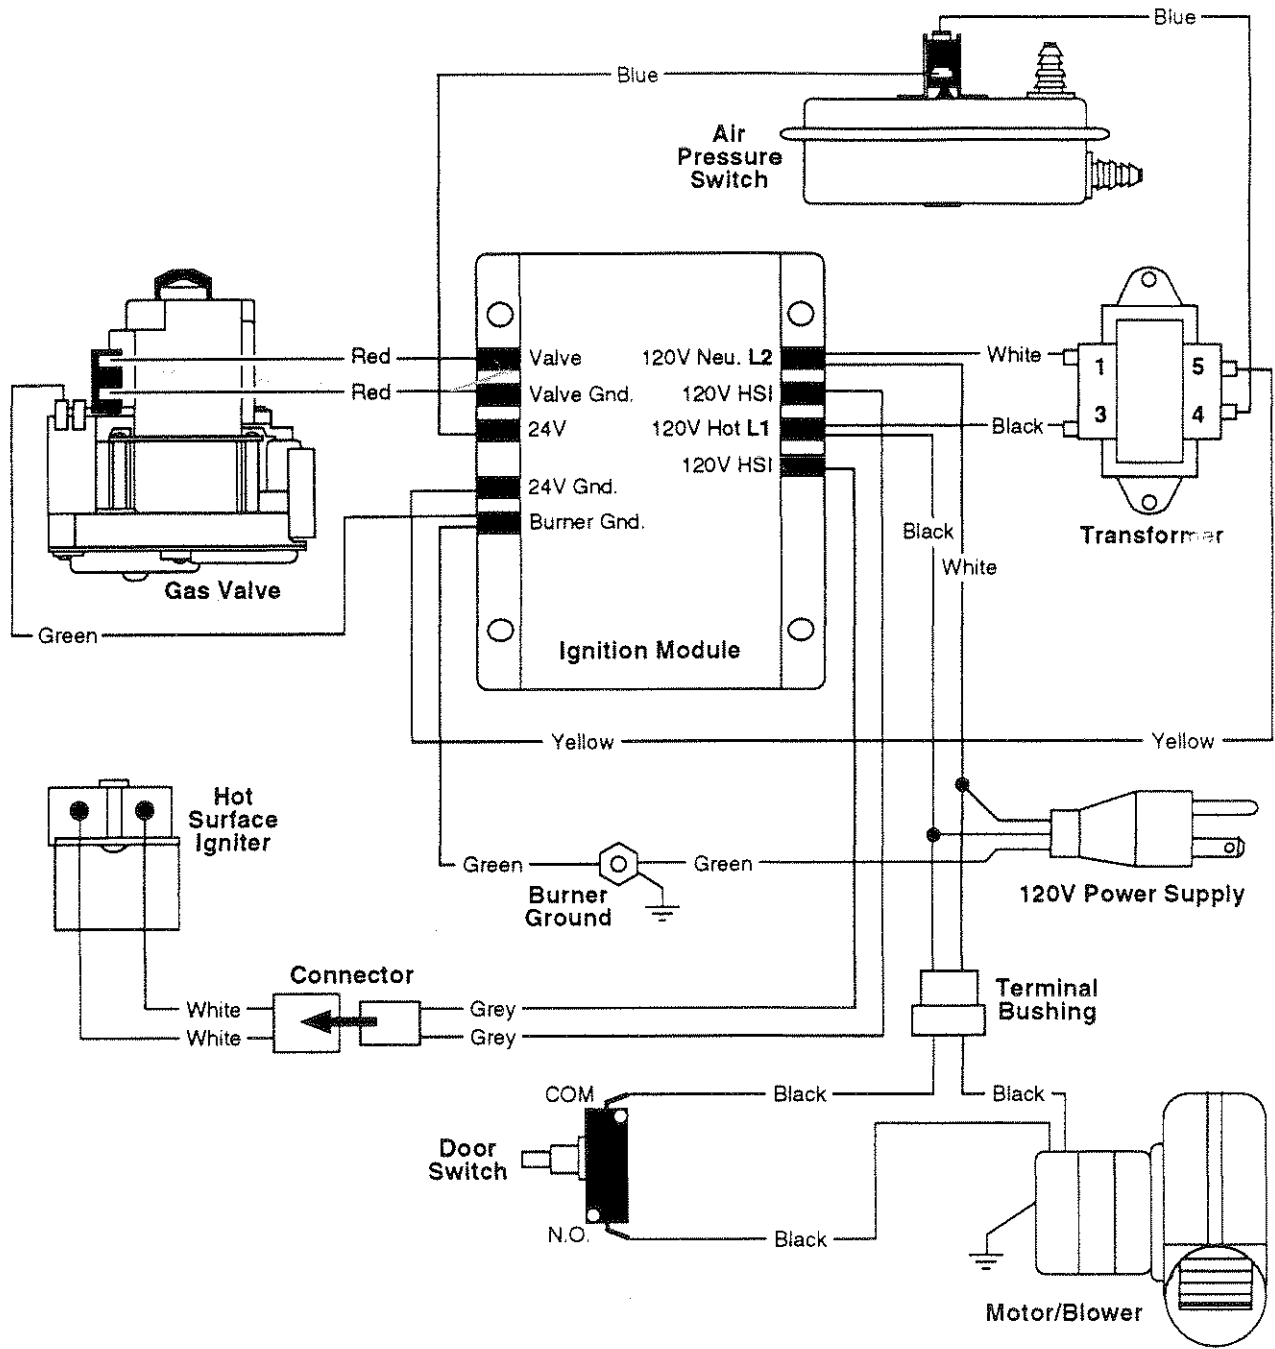 Blue
Blue
Air
Pressure
Switch
Red
Valve
120V Neu. L2
White
1
5
Red
Valve Gnd.
120V HSI
3
4
24V
120V Hot L1
Black
120V HSI
24V Gnd.
Burner Gnd.
Black
Transformer
White
Gas Valve
Green
Ignition Module
Yellow
Yellow
Hot
Surface
Igniter
Green
Green
Burner
Ground
120V Power Supply
Connector
White
Grey
White
Grey
Terminal
Bushing
COM
Black
Black
Door
Switch
N.O.
Black
Motor/Blower